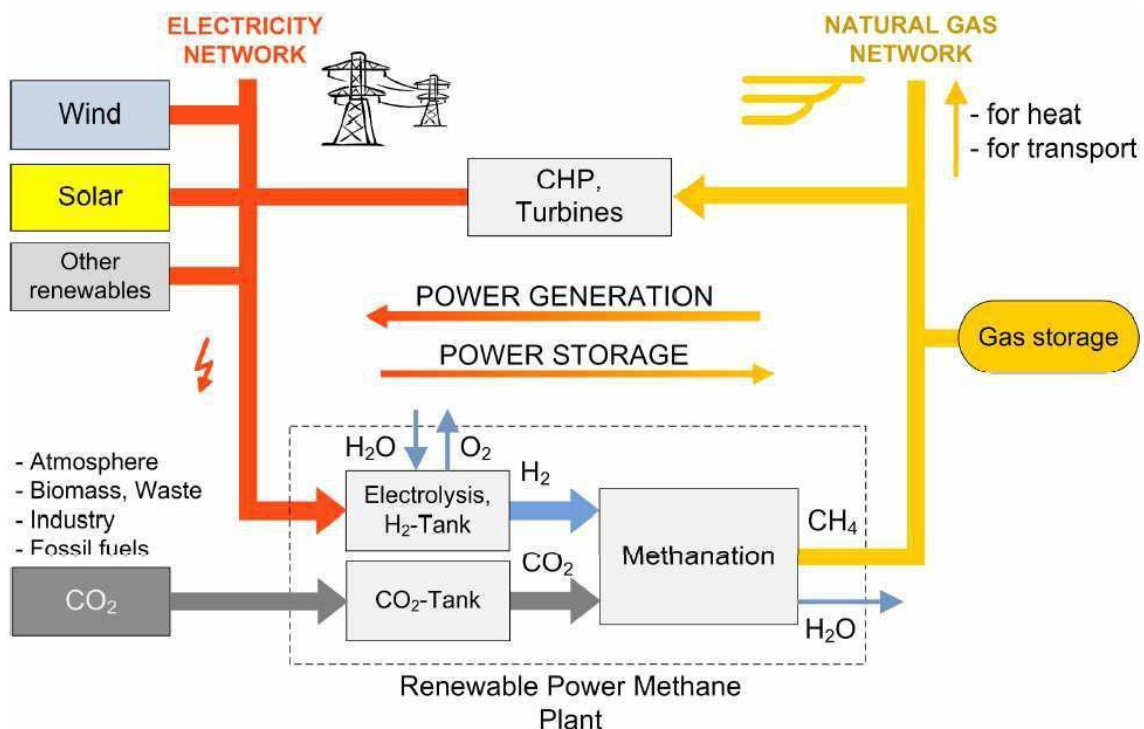 ELECTRICITY
NETWORK
NATURAL GAS
NETWORK
Wind
- for heat
- for transport
Solar
CHP,
Turbines
Other
renewables
POWER GENERATION
Gas storage
POWER STORAGE
H₂O
O₂
- Atmosphere
- Biomass, Waste
- Industry
- Fossil fuels
Electrolysis,
H₂-Tank
H₂
Methanation
CH₄
CO₂
CO₂-Tank
CO₂
H₂O
Renewable Power Methane
Plant